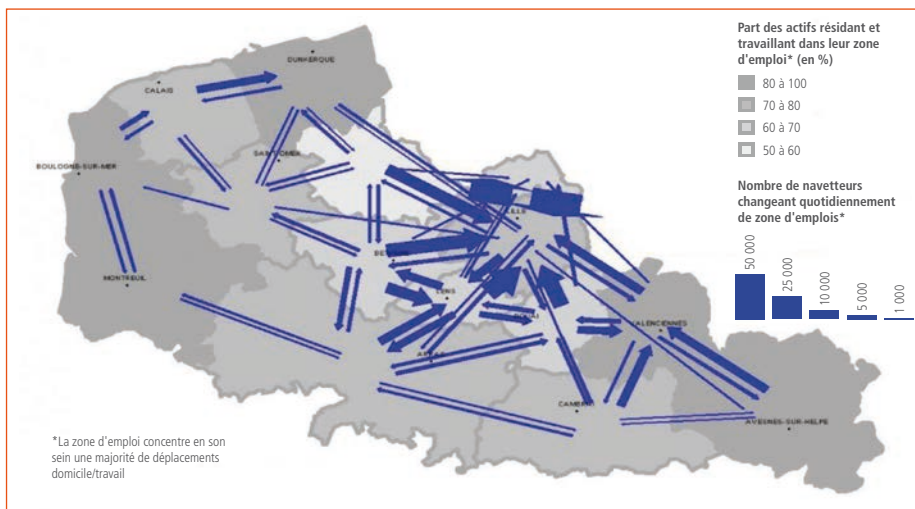 Part des actifs résidant et
travaillant dans leur zone
d'emploi* (en %)
80 à 100
70 à 80
60 à 70
50 à 60
Nombre de navetteurs
changeant quotidiennement
de zone d'emplois*
50 000
25 000
10 000
5 000
1 000
DUNKERQUE
CALAIS
SAINT-OMER
BOULOGNE-SUR-MER
LILLE
MONTREUIL
LENS
VALENCIENNES
CAMBRAI
AVESNES-SUR-HELPE
*La zone d'emploi concentre en son
sein une majorité de déplacements
domicile/travail